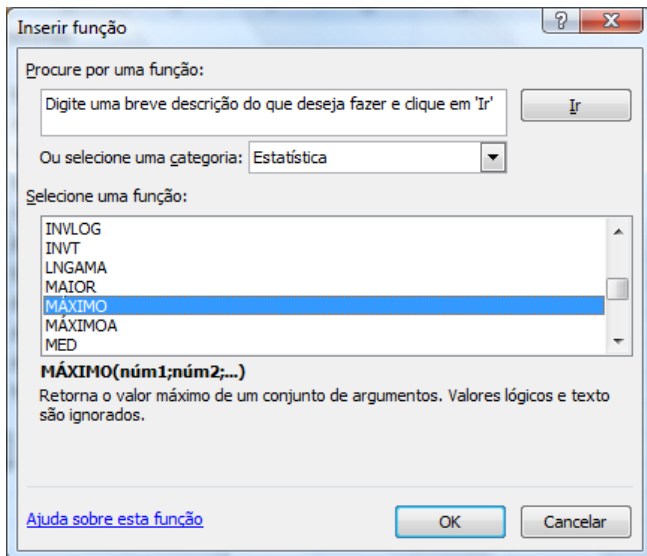 Inserir função
Procure por uma função:
Digite uma breve descrição do que deseja fazer e clique em 'Ir'
Ir
Ou selecione uma categoria: Estatística
Selecione uma função:
INVLOG
INVT
LNGAMA
MAIOR
MÁXIMO
MÁXIMOA
MED
MÁXIMO(núm1;núm2;...)
Retorna o valor máximo de um conjunto de argumentos. Valores lógicos e texto
são ignorados.
Ajuda sobre esta função
OK
Cancelar